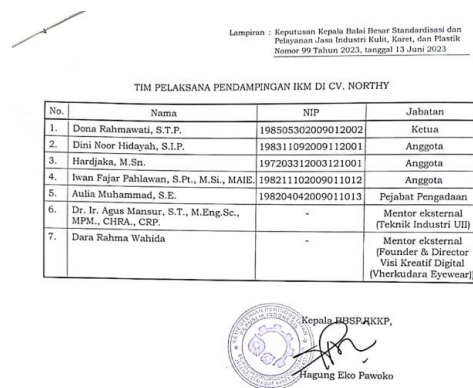 Lampiran : Keputusan Kepala Balai Besar Standardisasi dan
Pelayanan Jasa Industri Kulit, Karet, dan Plastik
Nomor 99 Tahun 2023, tanggal 13 Juni 2023
TIM PELAKSANA PENDAMPINGAN IKM DI CV. NORTHY
No. Nama NIP Jabatan
1. Dona Rahmawati, S.T.P. 198505302009012002 Ketua
2. Dini Noor Hidayah, S.I.P. 198311092009112001 Anggota
3. Hardjaka, M.Sn. 197203312003121001 Anggota
4. Iwan Fajar Pahlawan, S.Pt., M.Si., MAIE. 198211102009011012 Anggota
5. Aulia Muhammad, S.E. 198204042009011013 Pejabat Pengadaan
6. Dr. Ir. Agus Mansur, S.T., M.Eng.Sc., - Mentor eksternal
MPM., CHRA., CRP. (Teknik Industri UII)
7. Dara Rahma Wahida - Mentor eksternal
(Founder & Director
Visi Kreatif Digital
(Vherkudara Eyewear))
KEMENTERIAN PERINDUSTRIAN
REPUBLIK INDONESIA
Kepala BBSPJIKKP,
Hagung Eko Pawoko